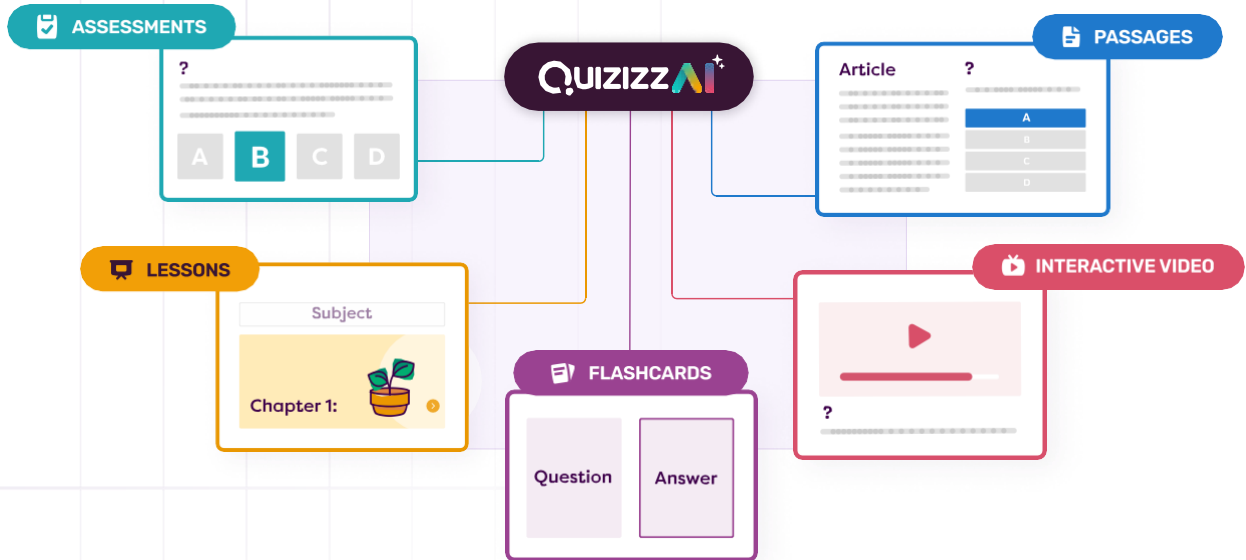 ASSESSMENTS
?
A B C D
QUIZIZZ AI
PASSAGES
Article
?
A
B
C
D
LESSONS
Subject
Chapter 1:
FLASHCARDS
Question
Answer
INTERACTIVE VIDEO
?